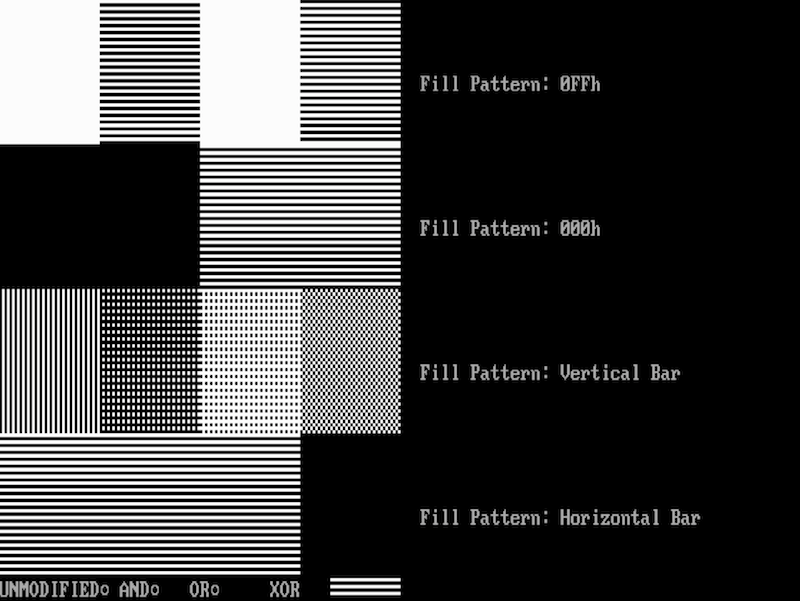 Fill Pattern: 0FFh
Fill Pattern: 000h
Fill Pattern: Vertical Bar
Fill Pattern: Horizontal Bar
UNMODIFIED○ AND○ OR○ XOR